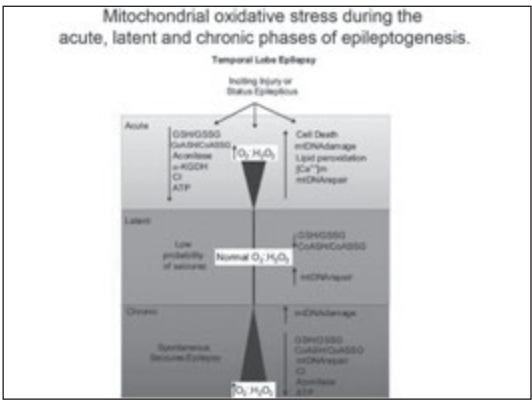 Mitochondrial oxidative stress during the
acute, latent and chronic phases of epileptogenesis.
Temporal Lobe Epilepsy
Inciting Injury or
Status Epilepticus
Acute
GSH/GSSG
CoASH/CoASSG
Aconitase
α-KGDH
CI
ATP
↑O₂⁻:H₂O₂
Cell Death
mtDNAdamage
Lipid peroxidation
[Ca⁺⁺]m
mtDNArepair
Latent
Low
probability
of seizures
Normal O₂⁻:H₂O₂
GSH/GSSG
CoASH/CoASSG
mtDNArepair
Chronic
Spontaneous
Seizures/Epilepsy
↑O₂⁻:H₂O₂
mtDNAdamage
GSH/GSSG
CoASH/CoASSG
mtDNArepair
CI
Aconitase
ATP